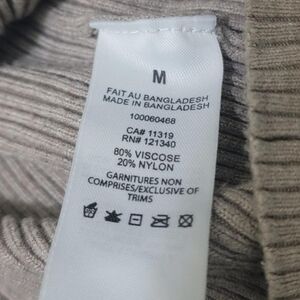 M
FAIT AU BANGLADESH
MADE IN BANGLADESH
100060468
CA# 11319
RN# 121340
80% VISCOSE
20% NYLON
GARNITURES NON
COMPRISES/EXCLUSIVE OF
TRIMS